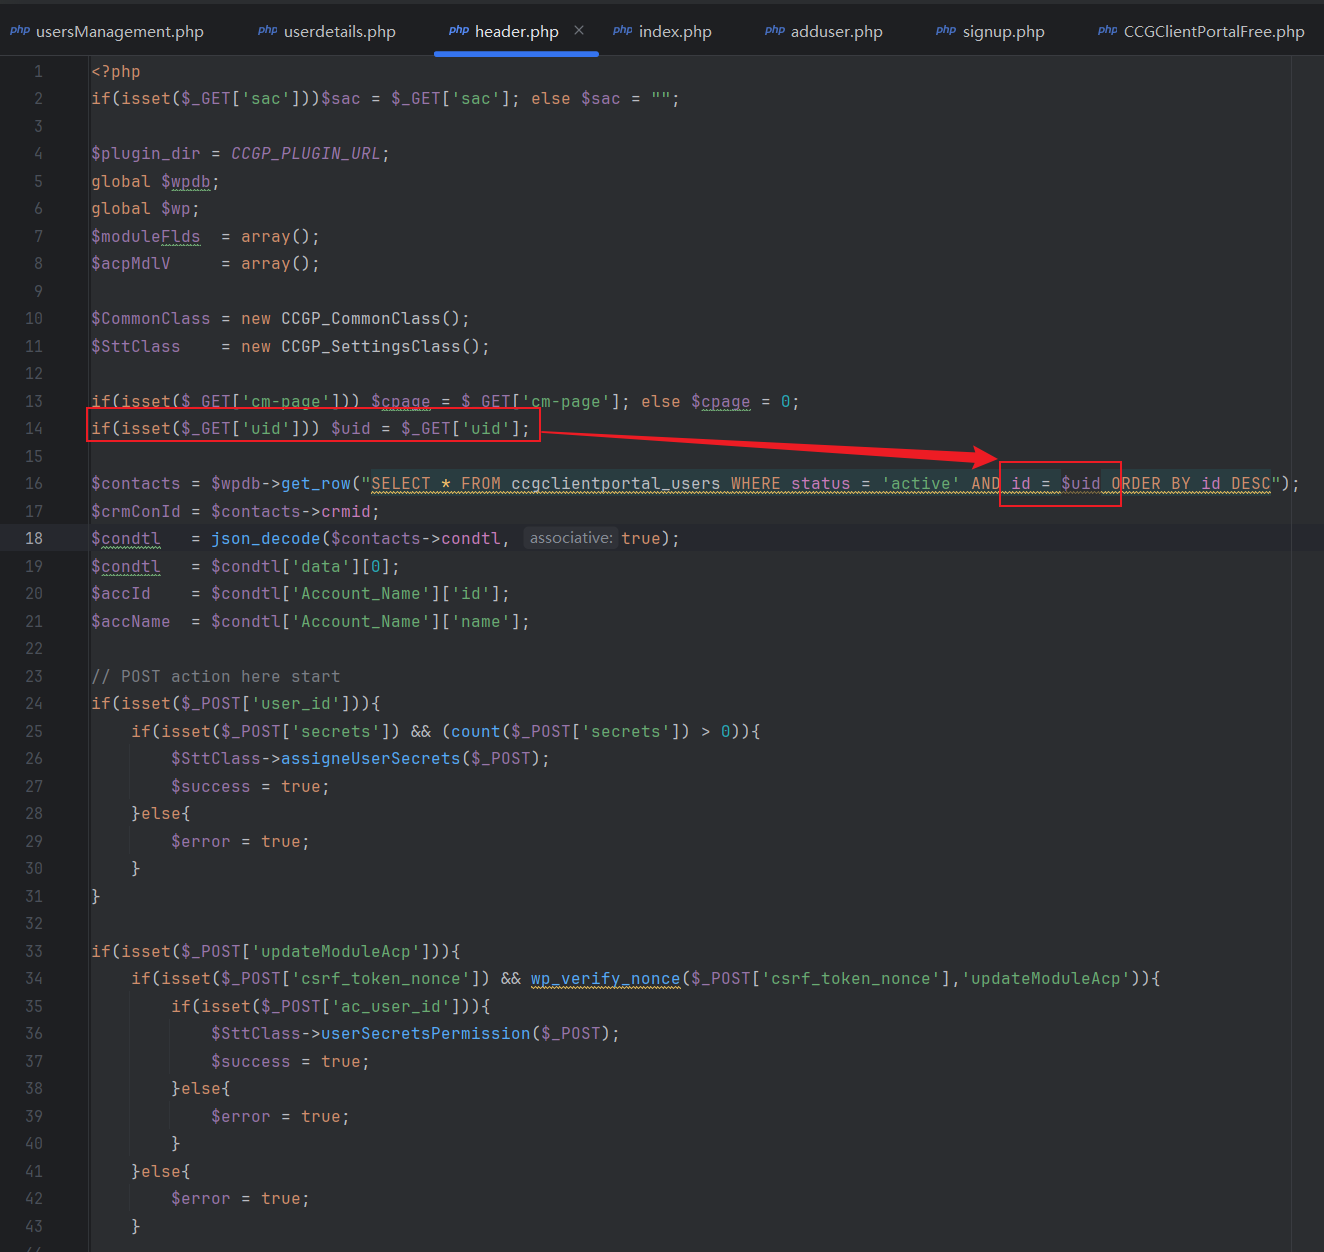 php usersManagement.php php userdetails.php php header.php × php index.php php adduser.php php signup.php php CCGClientPortalFree.php
1 <?php
2 if(isset($_GET['sac']))$sac = $_GET['sac']; else $sac = "";
3
4 $plugin_dir = CCGP_PLUGIN_URL;
5 global $wpdb;
6 global $wp;
7 $moduleFlds = array();
8 $acpMdlV = array();
9
10 $CommonClass = new CCGP_CommonClass();
11 $SttClass = new CCGP_SettingsClass();
12
13 if(isset($_GET['cm-page'])) $cpage = $_GET['cm-page']; else $cpage = 0;
14 if(isset($_GET['uid'])) $uid = $_GET['uid'];
15
16 $contacts = $wpdb->get_row("SELECT * FROM ccgclientportal_users WHERE status = 'active' AND id = $uid ORDER BY id DESC");
17 $crmConId = $contacts->crmid;
18 $condtl = json_decode($contacts->condtl, associative: true);
19 $condtl = $condtl['data'][0];
20 $accId = $condtl['Account_Name']['id'];
21 $accName = $condtl['Account_Name']['name'];
22
23 // POST action here start
24 if(isset($_POST['user_id'])){
25 if(isset($_POST['secrets']) && (count($_POST['secrets']) > 0)){
26 $SttClass->assigneUserSecrets($_POST);
27 $success = true;
28 }else{
29 $error = true;
30 }
31 }
32
33 if(isset($_POST['updateModuleAcp'])){
34 if(isset($_POST['csrf_token_nonce']) && wp_verify_nonce($_POST['csrf_token_nonce'],'updateModuleAcp')){
35 if(isset($_POST['ac_user_id'])){
36 $SttClass->userSecretsPermission($_POST);
37 $success = true;
38 }else{
39 $error = true;
40 }
41 }else{
42 $error = true;
43 }